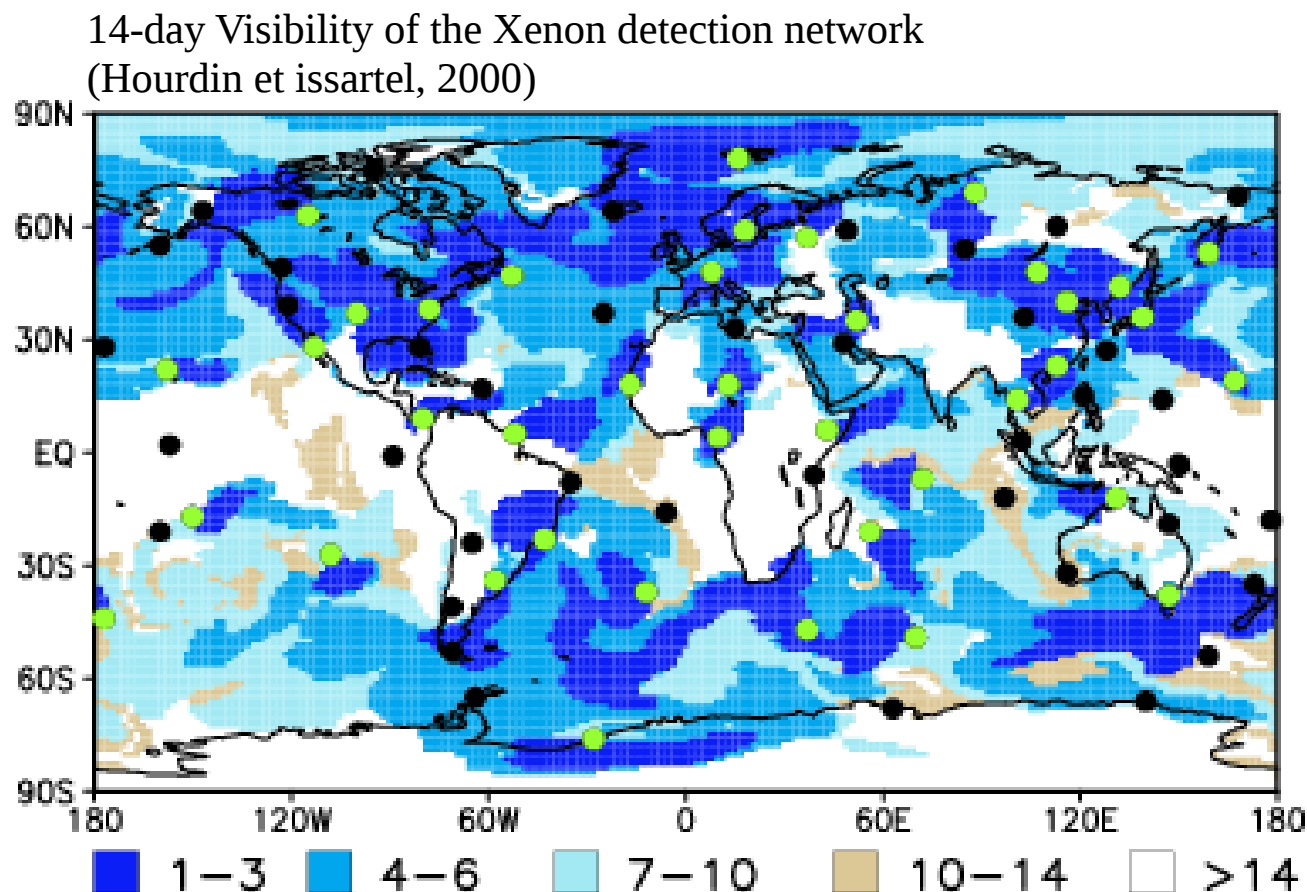 14-day Visibility of the Xenon detection network
(Hourdin et issartel, 2000)
90N
60N
30N
EQ
30S
60S
90S
180 120W 60W 0 60E 120E 180
1−3 4−6 7−10 10−14 >14